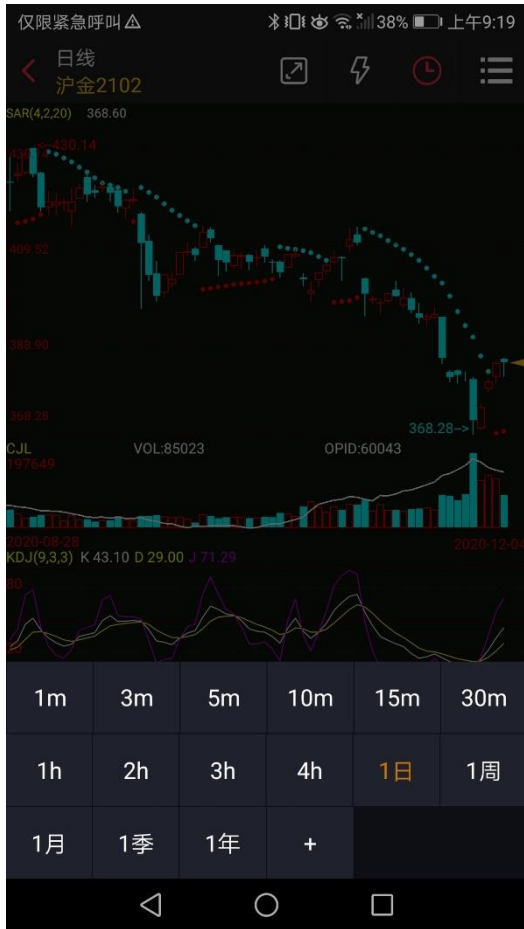 仅限紧急呼叫 38% 上午9:19
日线
沪金2102
SAR(4,2,20) 368.60
430.14
409.52
389.90
368.28
368.28-->
CJL VOL:85023 OPID:60043
197649
2020-08-28 2020-12-04
KDJ(9,3,3) K 43.10 D 29.00 J 71.29
80
20
1m 3m 5m 10m 15m 30m
1h 2h 3h 4h 1日 1周
1月 1季 1年 +